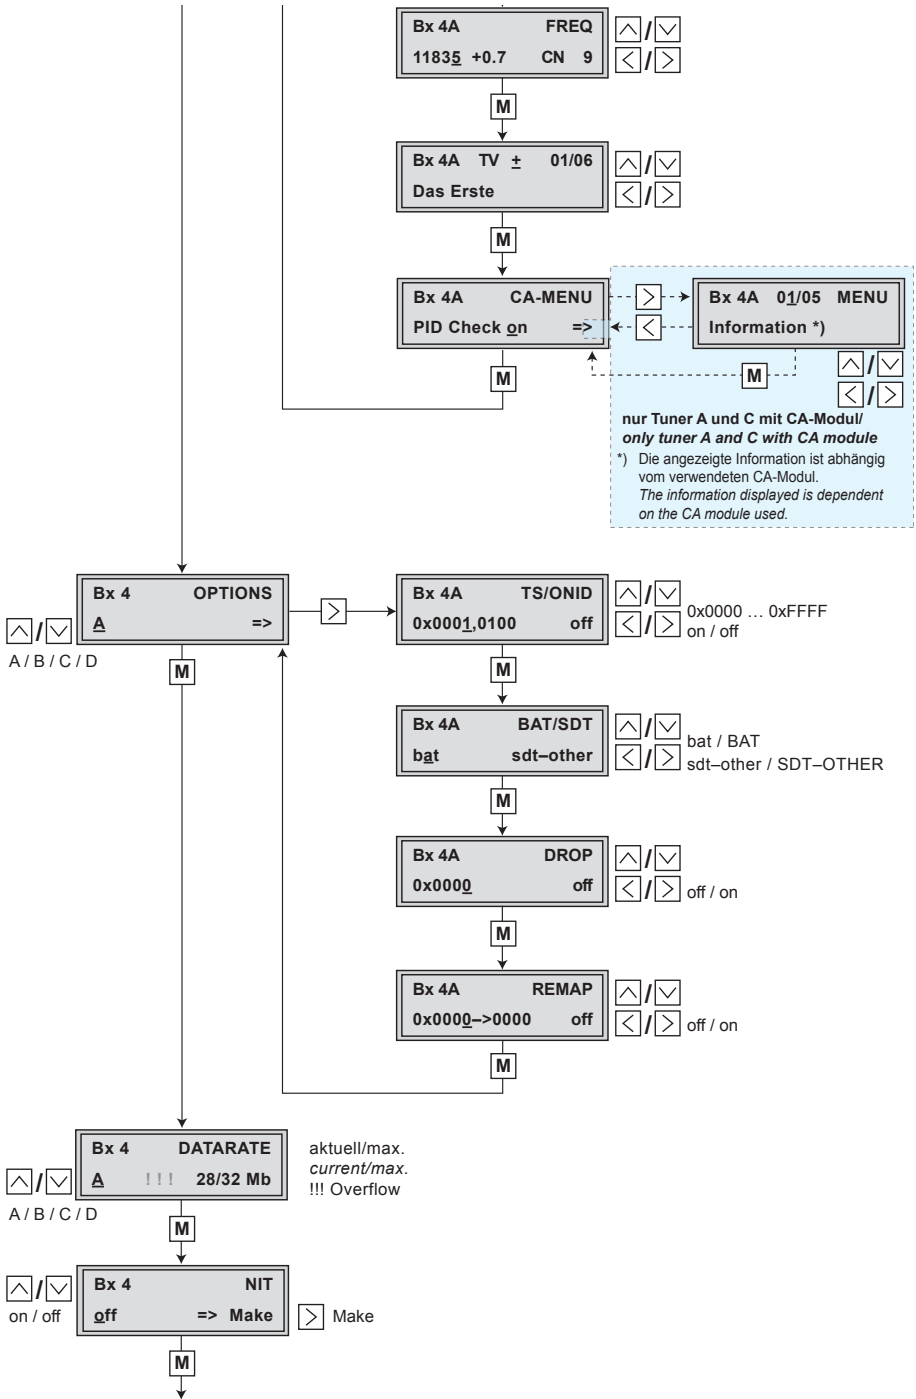 Bx 4A FREQ
11835 +0.7 CN 9
/
/
M
Bx 4A TV ± 01/06
Das Erste
/
/
M
Bx 4A CA-MENU
PID Check on =>
>
<
Bx 4A 01/05 MENU
Information *)
M
/
/
M
nur Tuner A und C mit CA-Modul/
only tuner A and C with CA module
*) Die angezeigte Information ist abhängig
vom verwendeten CA-Modul.
The information displayed is dependent
on the CA module used.
Bx 4 OPTIONS
A =>
/
A / B / C / D
>
M
Bx 4A TS/ONID
0x0001,0100 off
/
/
0x0000 ... 0xFFFF
on / off
M
Bx 4A BAT/SDT
bat sdt–other
/
/
bat / BAT
sdt–other / SDT–OTHER
M
Bx 4A DROP
0x0000 off
/
/
off / on
M
Bx 4A REMAP
0x0000–>0000 off
/
/
off / on
M
Bx 4 DATARATE
A !!! 28/32 Mb
/
A / B / C / D
aktuell/max.
current/max.
!!! Overflow
M
Bx 4 NIT
off => Make
/
on / off
> Make
M